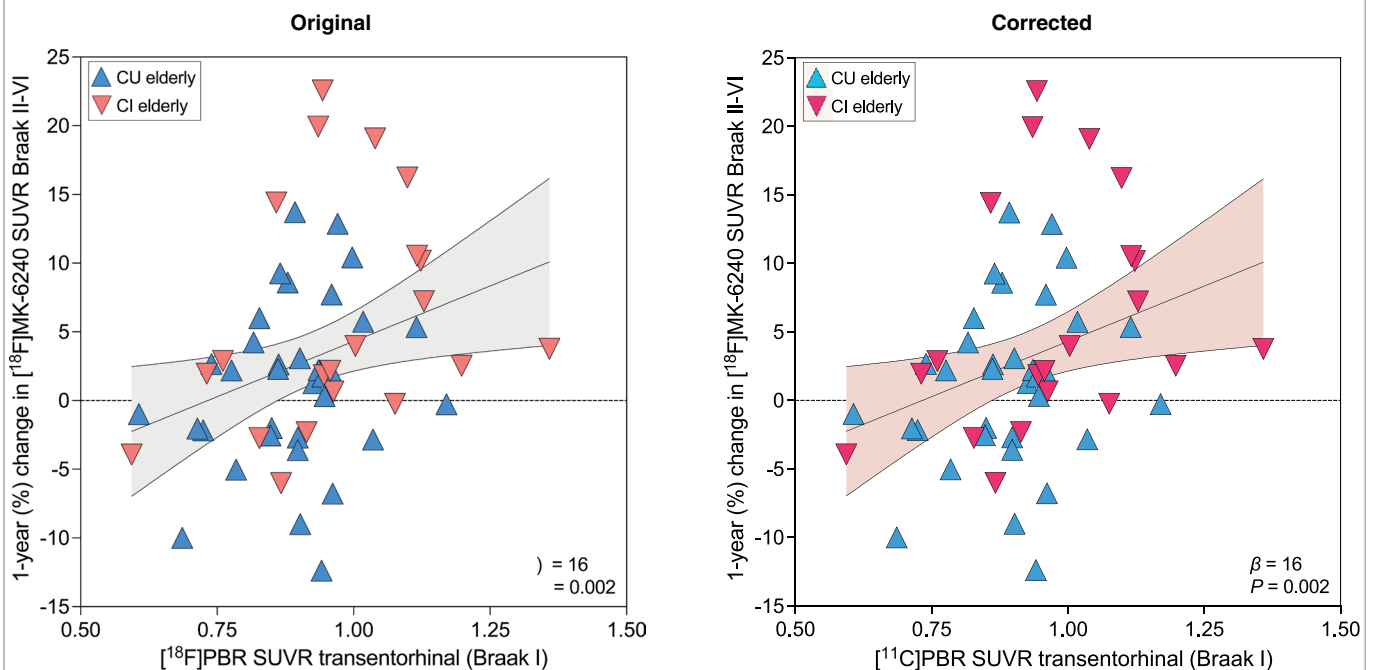 Original
25
20
15
10
5
0
-5
-10
-15
0.50 0.75 1.00 1.25 1.50
1-year (%) change in [¹⁸F]MK-6240 SUVR Braak II-VI
CU elderly
CI elderly
) = 16
= 0.002
[¹⁸F]PBR SUVR transentorhinal (Braak I)
Corrected
25
20
15
10
5
0
-5
-10
-15
0.50 0.75 1.00 1.25 1.50
1-year (%) change in [¹⁸F]MK-6240 SUVR Braak II-VI
CU elderly
CI elderly
β = 16
P = 0.002
[¹¹C]PBR SUVR transentorhinal (Braak I)